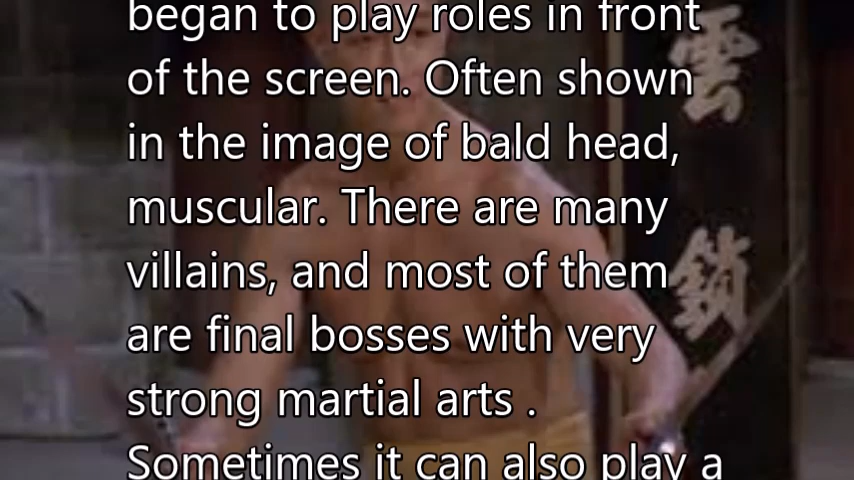 began to play roles in front
of the screen. Often shown
in the image of bald head,
muscular. There are many
villains, and most of them
are final bosses with very
strong martial arts .
Sometimes it can also play a
雲
鎖